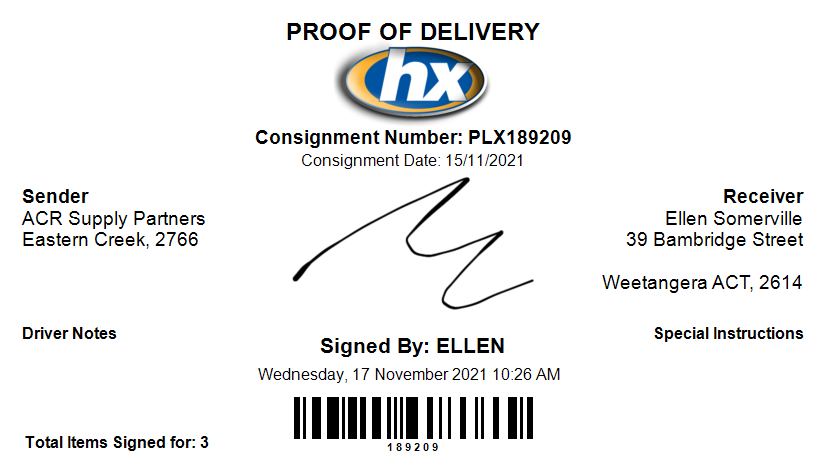 PROOF OF DELIVERY
hx
Consignment Number: PLX189209
Consignment Date: 15/11/2021
Sender
ACR Supply Partners
Eastern Creek, 2766
Receiver
Ellen Somerville
39 Bambridge Street
Weetangera ACT, 2614
Driver Notes
Special Instructions
Signed By: ELLEN
Wednesday, 17 November 2021 10:26 AM
189209
Total Items Signed for: 3